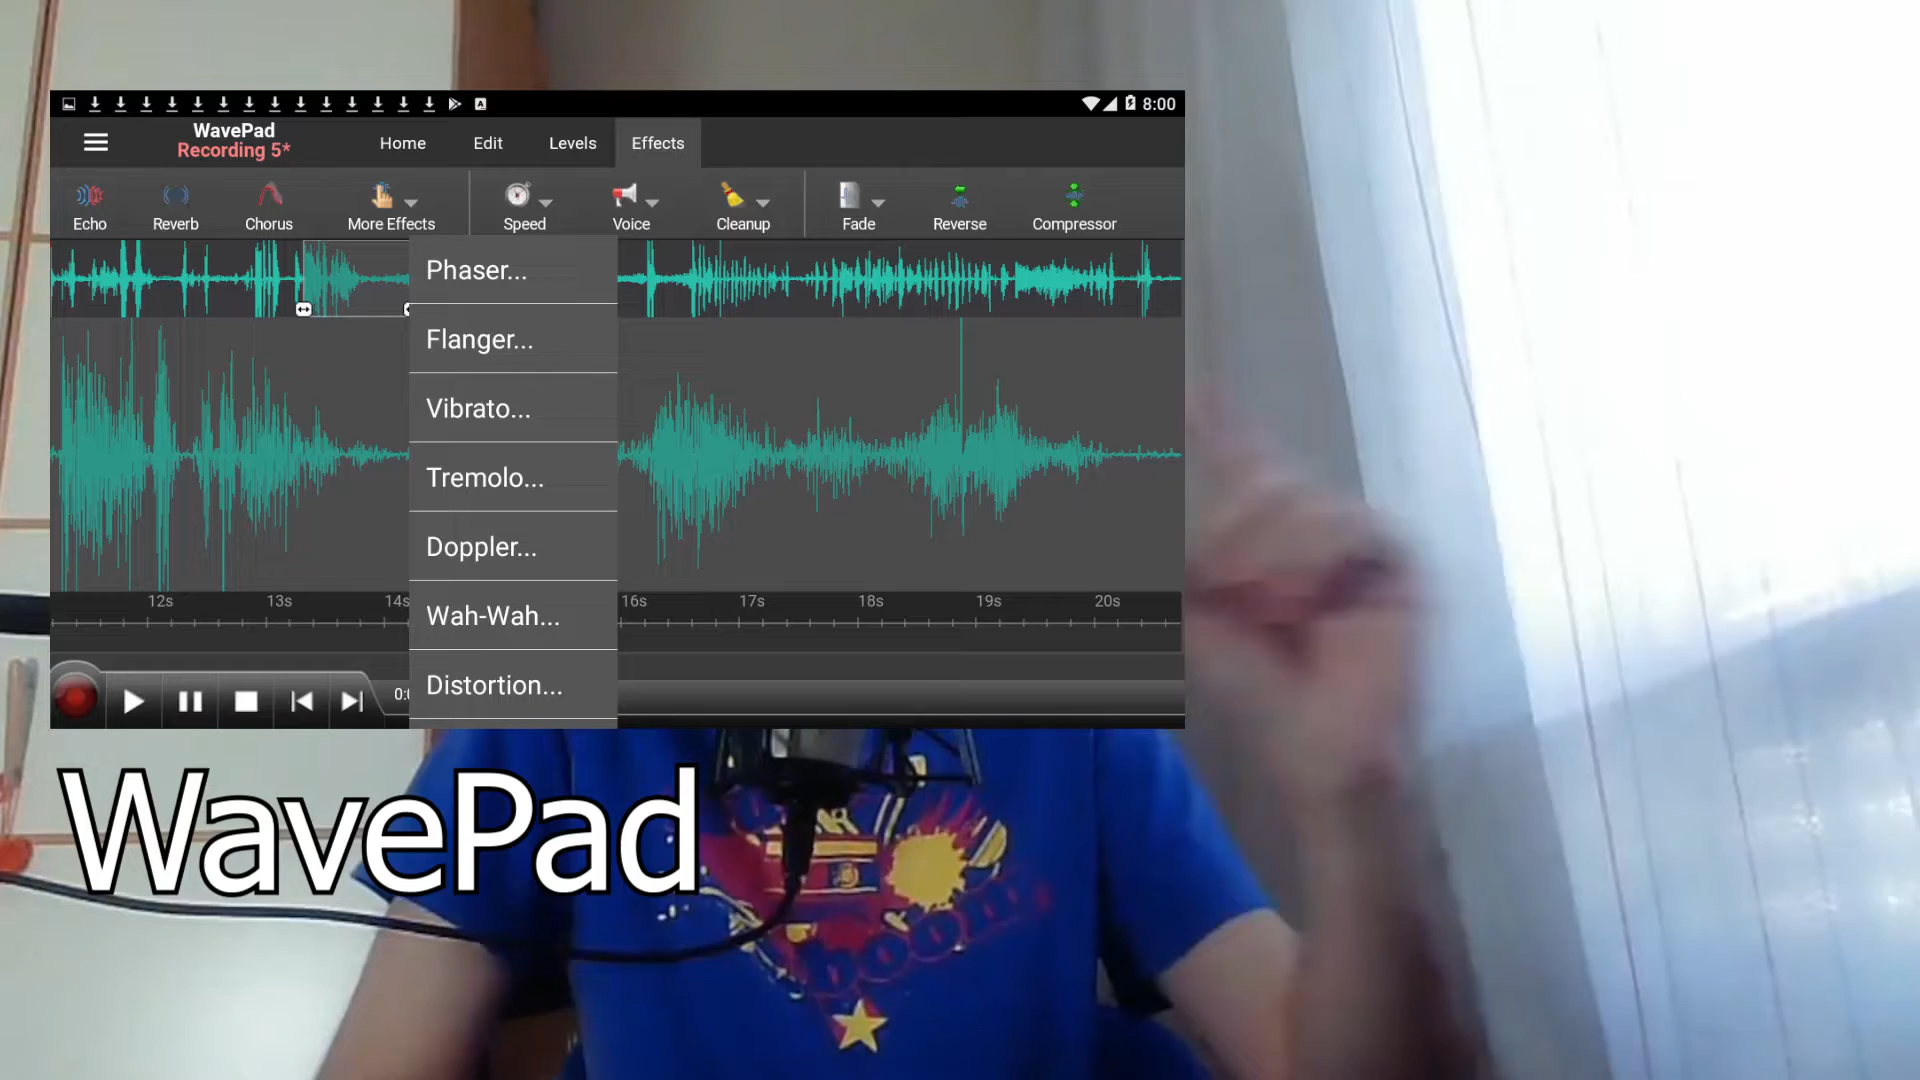 8:00
WavePad
Recording 5*
Home Edit Levels Effects
Echo Reverb Chorus More Effects Speed Voice Cleanup Fade Reverse Compressor
Phaser...
Flanger...
Vibrato...
Tremolo...
Doppler...
Wah-Wah...
Distortion...
12s 13s 14s 16s 17s 18s 19s 20s
WavePad
boom